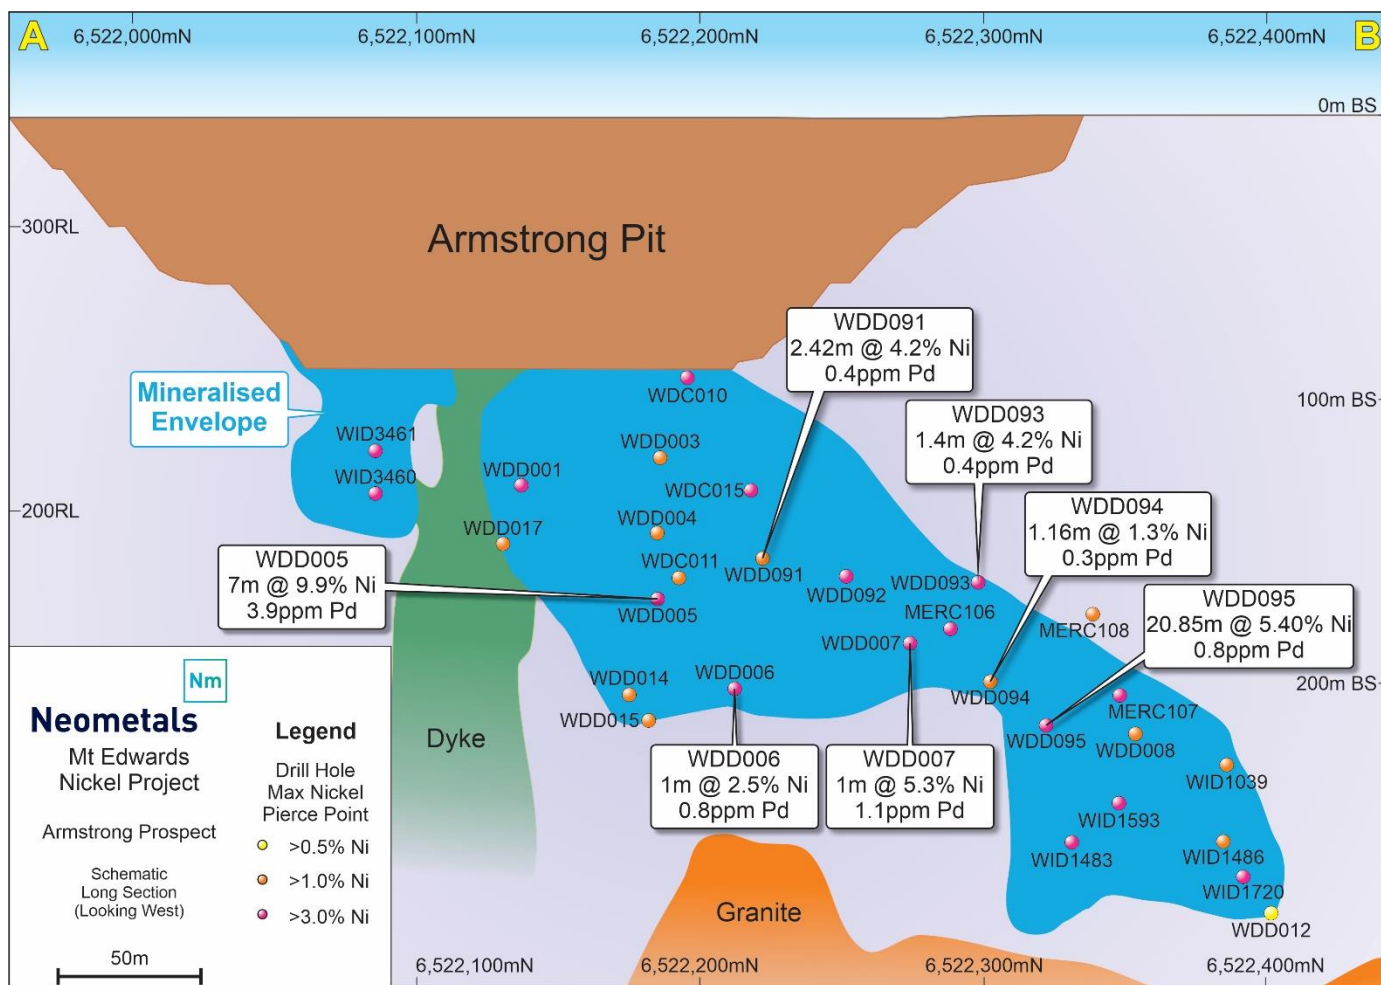 A
6,522,000mN
6,522,100mN
6,522,200mN
6,522,300mN
6,522,400mN
B
0m BS
300RL
Armstrong Pit
WDD091
2.42m @ 4.2% Ni
0.4ppm Pd
Mineralised
Envelope
WDC010
100m BS
WDD093
1.4m @ 4.2% Ni
0.4ppm Pd
WID3461
WID3460
WDD003
WDD001
WDC015
200RL
WDD004
WDD017
WDD094
1.16m @ 1.3% Ni
0.3ppm Pd
WDD005
7m @ 9.9% Ni
3.9ppm Pd
WDC011
WDD091
WDD092
WDD093
WDD005
MERC106
MERC108
WDD007
WDD095
20.85m @ 5.40% Ni
0.8ppm Pd
WDD014
WDD006
WDD094
200m BS
WDD015
MERC107
WDD095
WDD008
Dyke
WDD006
1m @ 2.5% Ni
0.8ppm Pd
WDD007
1m @ 5.3% Ni
1.1ppm Pd
WID1039
WID1593
WID1483
WID1486
WID1720
WDD012
Granite
Nm
Neometals
Mt Edwards
Nickel Project
Armstrong Prospect
Schematic
Long Section
(Looking West)
50m
Legend
Drill Hole
Max Nickel
Pierce Point
>0.5% Ni
>1.0% Ni
>3.0% Ni
6,522,100mN
6,522,200mN
6,522,300mN
6,522,400mN